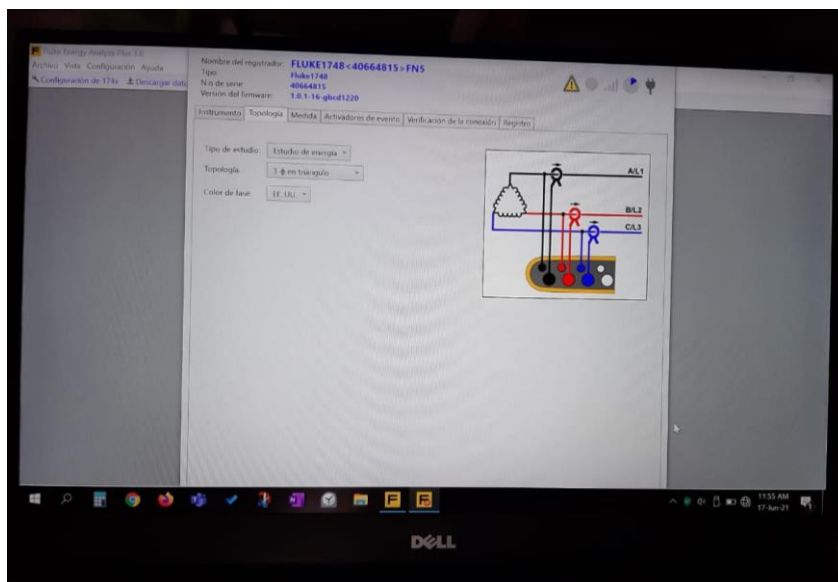 Fluke Energy Analyze Plus 3.6
Archivo Vista Configuración Ayuda
Configuración de 174x Descargar dato
Nombre del registrador: FLUKE1748<40664815>FNS
Tipo: Fluke1748
N.o de serie: 40664815
Versión del firmware: 1.0.1-16-gbcd1220
Instrumento Topología Medida Activadores de evento Verificación de la conexión Registro
Tipo de estudio: Estudio de energía
Topología: 3 ϕ en triángulo
Color de fase: EE. UU.
A/L1
B/L2
C/L3
11:55 AM
17-Jun-21
DELL